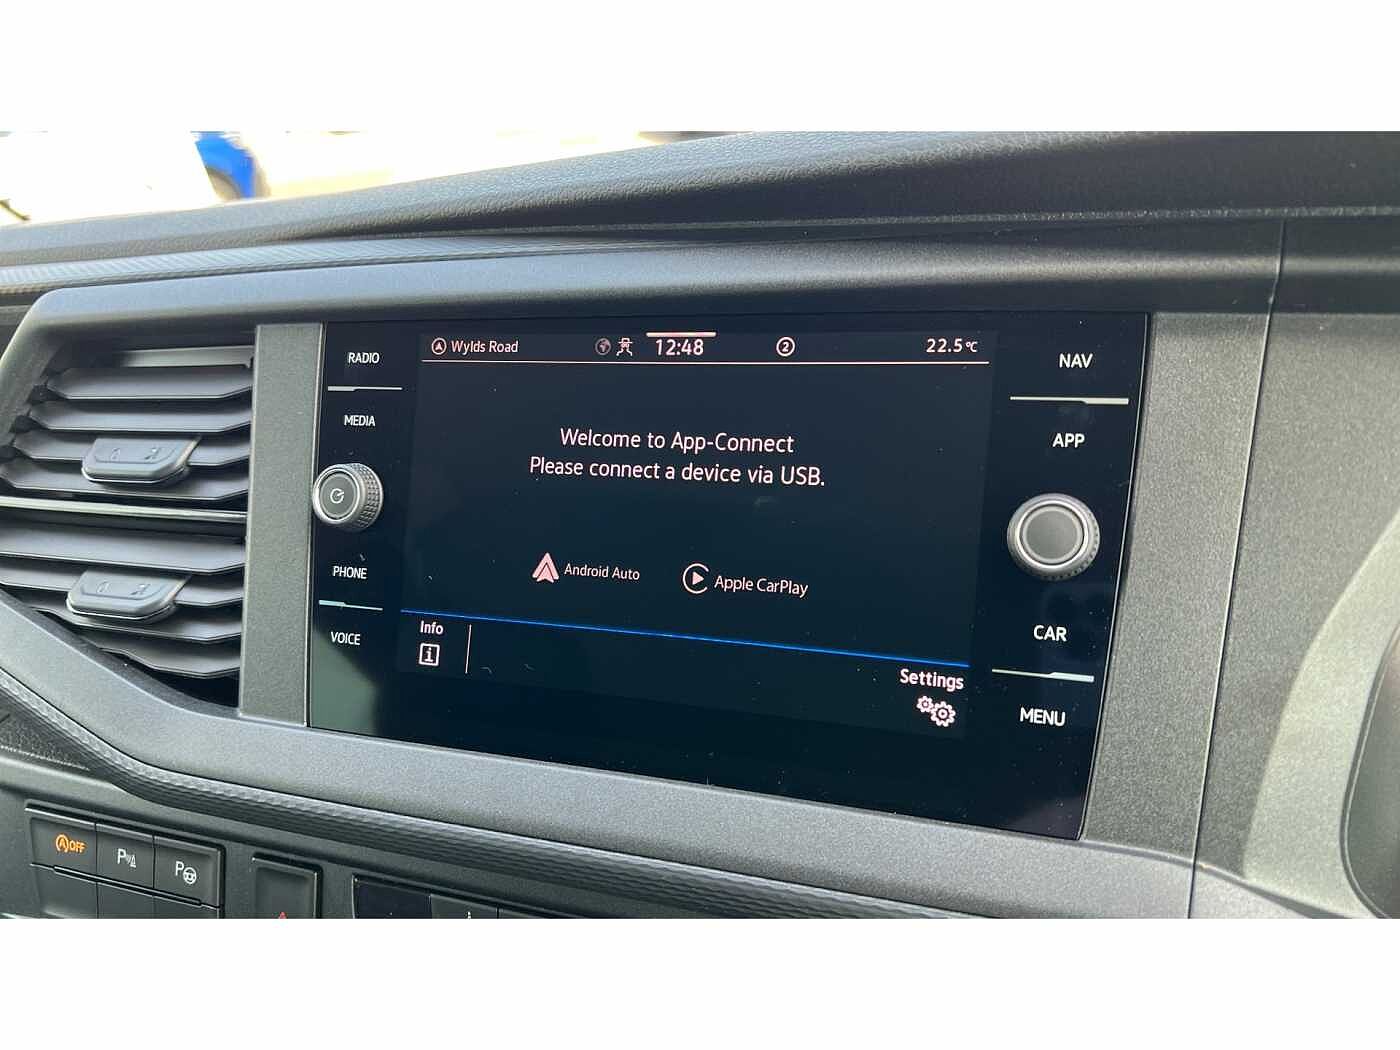 RADIO
MEDIA
PHONE
VOICE
Wylds Road
12:48
2
22.5°C
Welcome to App-Connect
Please connect a device via USB.
Android Auto
Apple CarPlay
Info
i
Settings
NAV
APP
CAR
MENU
A OFF
P
P